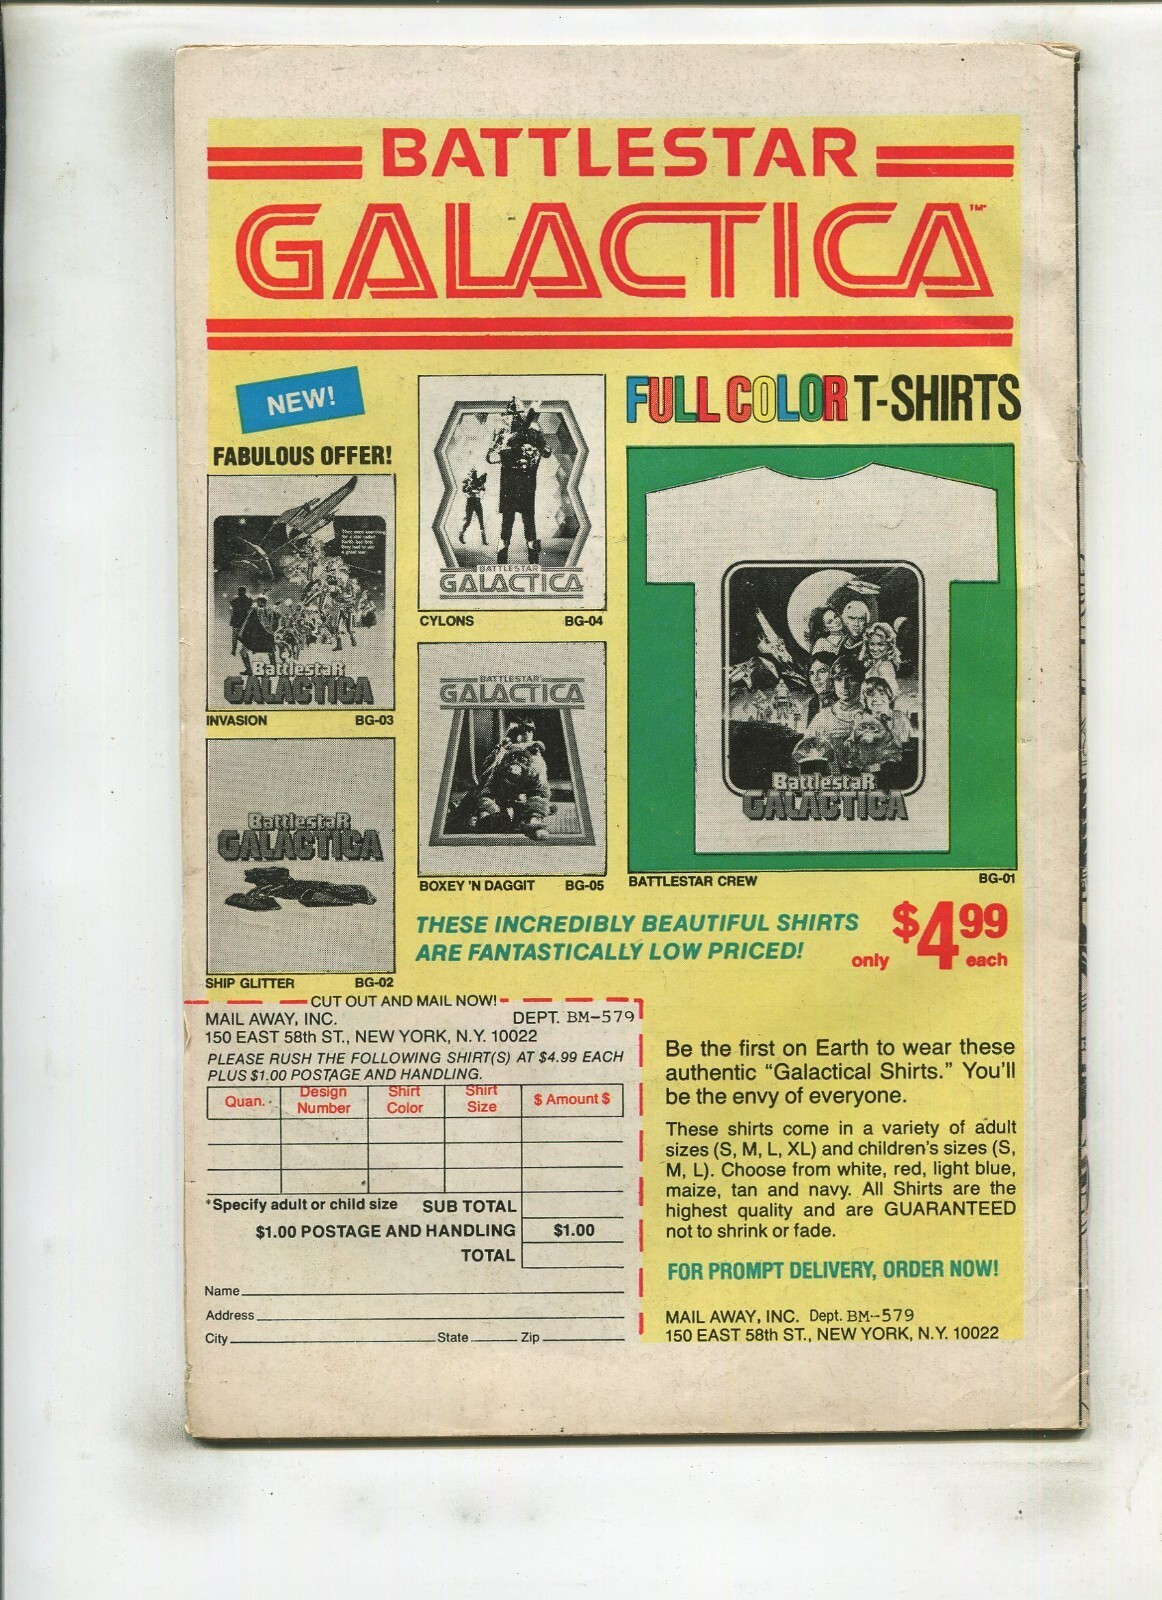 BATTLESTAR
GALACTICA™
NEW!
FABULOUS OFFER!
FULL COLOR T-SHIRTS
Battlestar
GALACTICA
INVASION BG-03
BATTLESTAR
GALACTICA
CYLONS BG-04
Battlestar
GALACTICA
SHIP GLITTER BG-02
BATTLESTAR
GALACTICA
BOXEY 'N DAGGIT BG-05
Battlestar
GALACTICA
BATTLESTAR CREW BG-01
THESE INCREDIBLY BEAUTIFUL SHIRTS
ARE FANTASTICALLY LOW PRICED!
only $4.99 each
CUT OUT AND MAIL NOW!
MAIL AWAY, INC. DEPT. BM-579
150 EAST 58th ST., NEW YORK, N.Y. 10022
PLEASE RUSH THE FOLLOWING SHIRT(S) AT $4.99 EACH
PLUS $1.00 POSTAGE AND HANDLING.
Quan. Design Number Shirt Color Shirt Size $ Amount $
*Specify adult or child size SUB TOTAL
$1.00 POSTAGE AND HANDLING $1.00
TOTAL
Name
Address
City State Zip
Be the first on Earth to wear these
authentic "Galactical Shirts." You'll
be the envy of everyone.
These shirts come in a variety of adult
sizes (S, M, L, XL) and children's sizes (S,
M, L). Choose from white, red, light blue,
maize, tan and navy. All Shirts are the
highest quality and are GUARANTEED
not to shrink or fade.
FOR PROMPT DELIVERY, ORDER NOW!
MAIL AWAY, INC. Dept. BM--579
150 EAST 58th ST., NEW YORK, N.Y. 10022